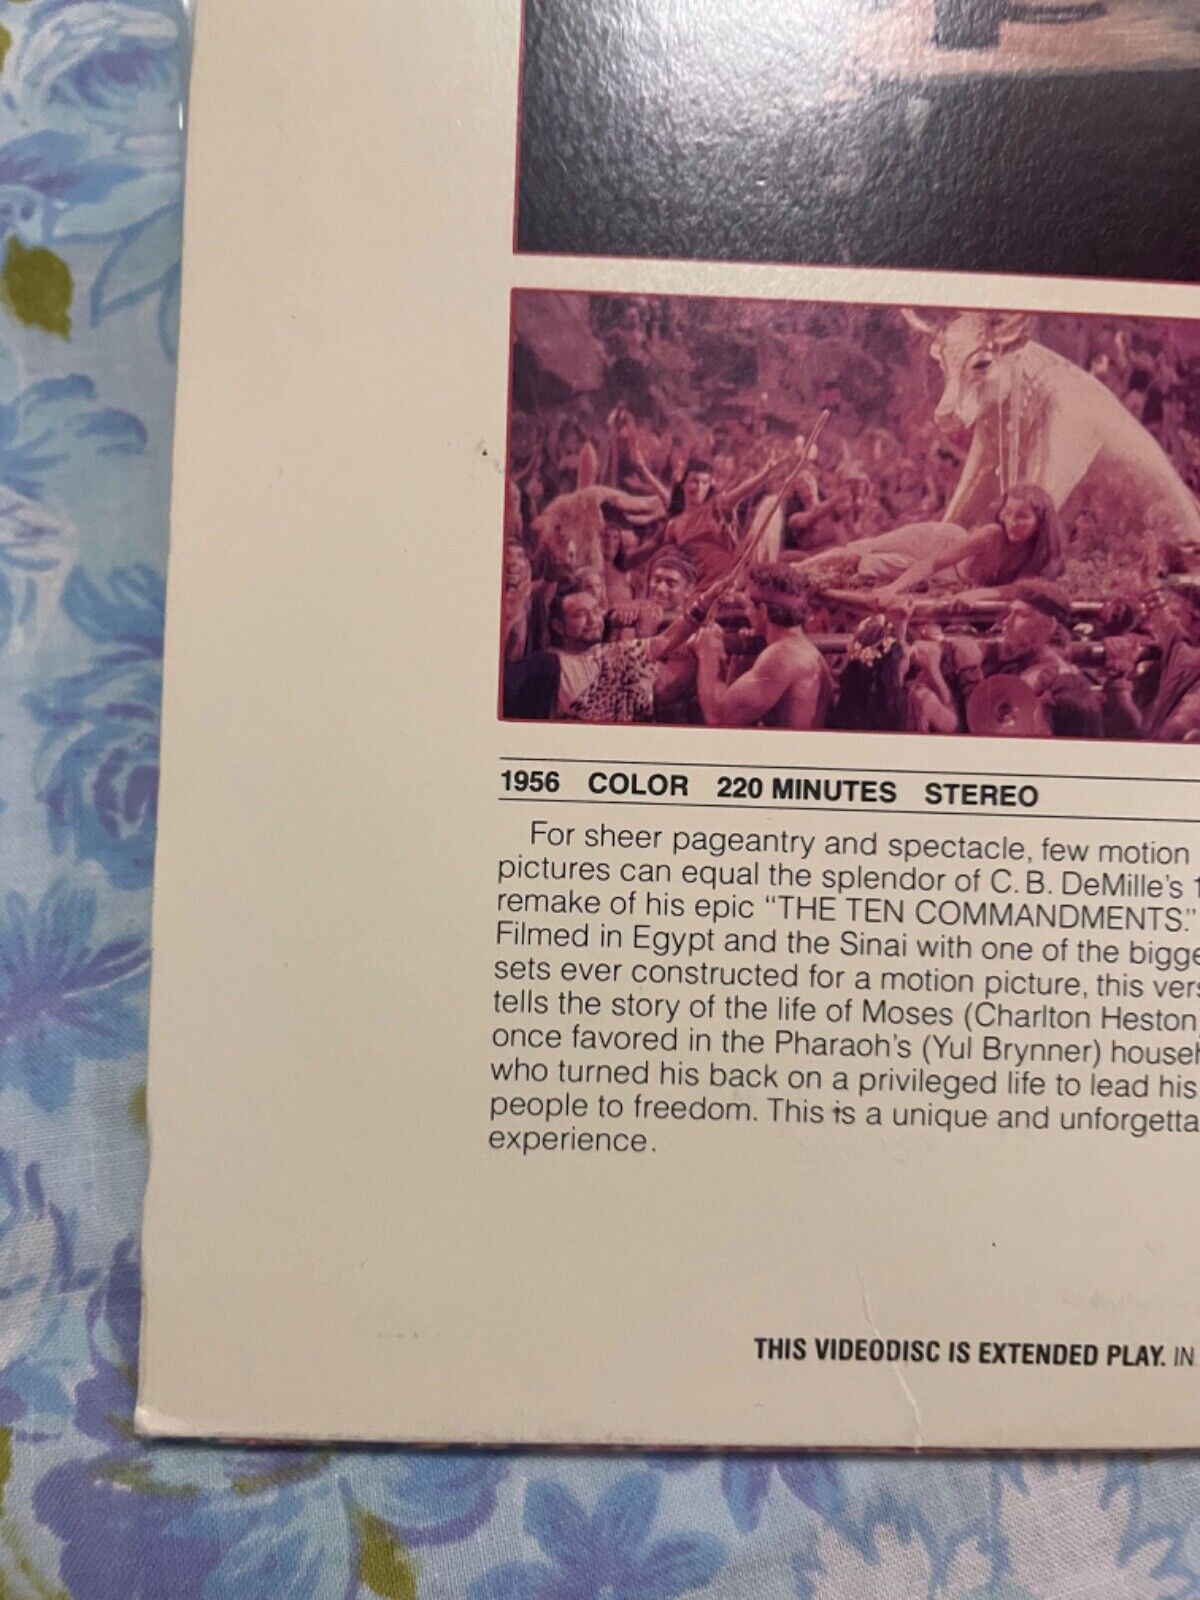 1956 COLOR 220 MINUTES STEREO
For sheer pageantry and spectacle, few motion
pictures can equal the splendor of C. B. DeMille's
remake of his epic “THE TEN COMMANDMENTS.”
Filmed in Egypt and the Sinai with one of the bigge
sets ever constructed for a motion picture, this vers
tells the story of the life of Moses (Charlton Heston
once favored in the Pharaoh's (Yul Brynner) househ
who turned his back on a privileged life to lead his
people to freedom. This is a unique and unforgetta
experience.
THIS VIDEODISC IS EXTENDED PLAY. IN